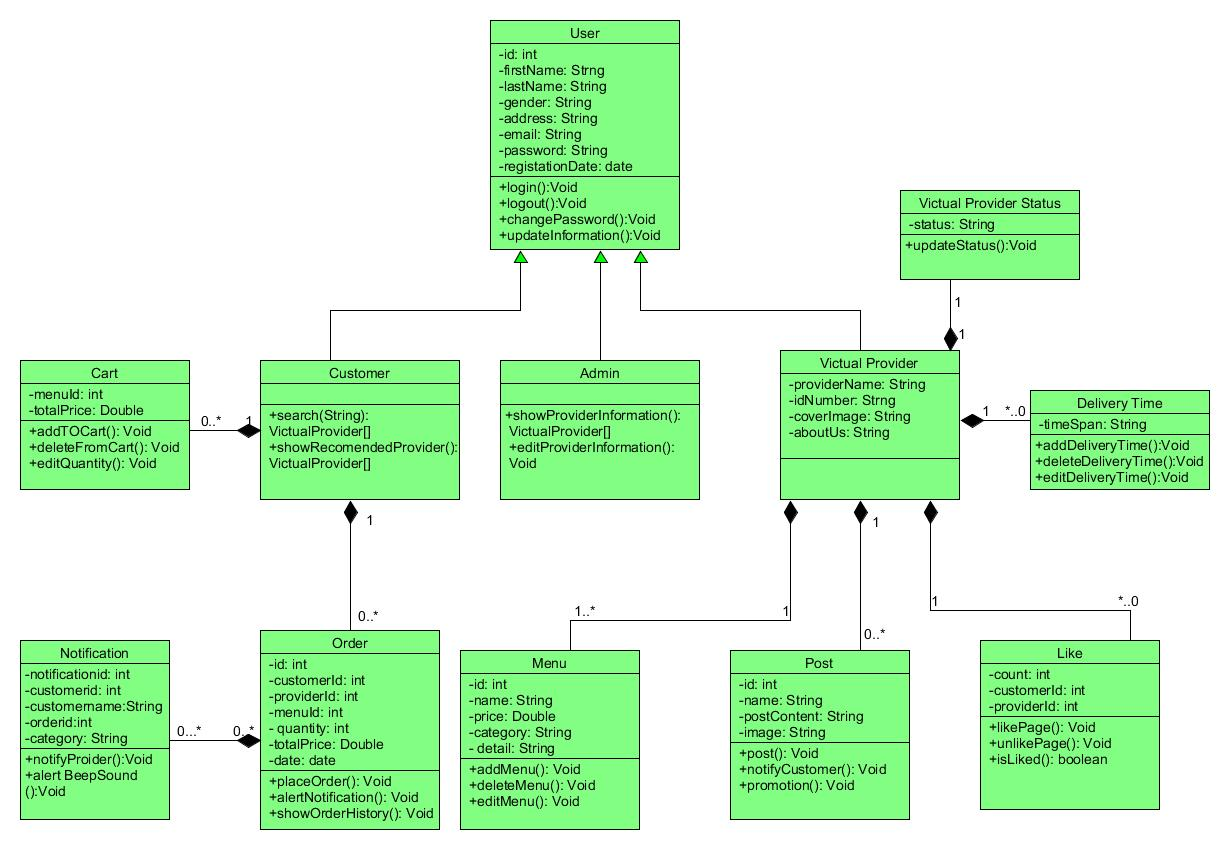 User
-id: int
-firstName: Strng
-lastName: String
-gender: String
-address: String
-email: String
-password: String
-registationDate: date
+login():Void
+logout():Void
+changePassword():Void
+updateInformation():Void
Victual Provider Status
-status: String
+updateStatus():Void
1
1
Cart
-menuId: int
-totalPrice: Double
+addTOCart(): Void
+deleteFromCart(): Void
+editQuantity(): Void
0..*
1
Customer
+search(String):
VictualProvider[]
+showRecomendedProvider():
VictualProvider[]
Admin
+showProviderInformation():
VictualProvider[]
+editProviderInformation():
Void
Victual Provider
-providerName: String
-idNumber: Strng
-coverImage: String
-aboutUs: String
1
*..0
Delivery Time
-timeSpan: String
+addDeliveryTime():Void
+deleteDeliveryTime():Void
+editDeliveryTime():Void
1
0..*
1..*
1
1
0..*
1
*..0
Notification
-notificationid: int
-customerid: int
-customername:String
-orderid:int
-category: String
+notifyProider():Void
+alert BeepSound
():Void
0...*
0..*
Order
-id: int
-customerId: int
-providerId: int
-menuId: int
- quantity: int
-totalPrice: Double
-date: date
+placeOrder(): Void
+alertNotification(): Void
+showOrderHistory(): Void
Menu
-id: int
-name: String
-price: Double
-category: String
- detail: String
+addMenu(): Void
+deleteMenu(): Void
+editMenu(): Void
Post
-id: int
-name: String
-postContent: String
-image: String
+post(): Void
+notifyCustomer(): Void
+promotion(): Void
Like
-count: int
-customerId: int
-providerId: int
+likePage(): Void
+unlikePage(): Void
+isLiked(): boolean